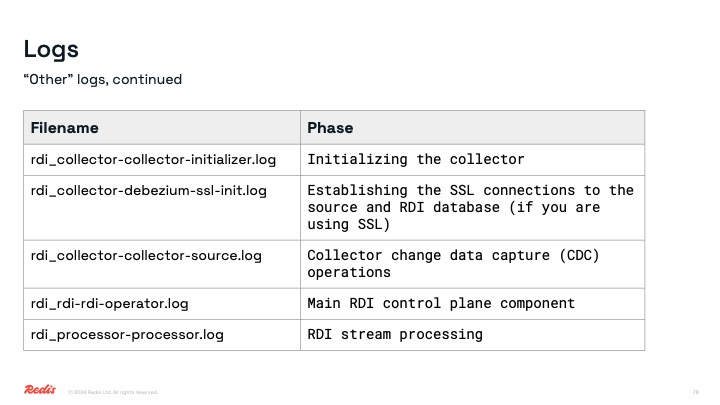 Logs
“Other” logs, continued
Filename
Phase
rdi_collector-collector-initializer.log
Initializing the collector
rdi_collector-debezium-ssl-init.log
Establishing the SSL connections to the
source and RDI database (if you are
using SSL)
rdi_collector-collector-source.log
Collector change data capture (CDC)
operations
rdi_rdi-rdi-operator.log
Main RDI control plane component
rdi_processor-processor.log
RDI stream processing
Redis
© 2024 Redis Ltd. All rights reserved.